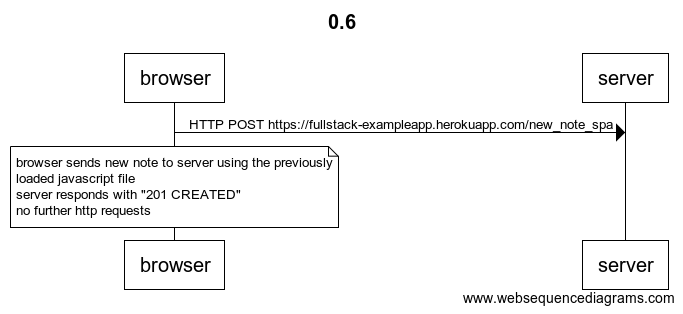 0.6
browser
server
HTTP POST https://fullstack-exampleapp.herokuapp.com/new_note_spa
browser sends new note to server using the previously
loaded javascript file
server responds with "201 CREATED"
no further http requests
browser
server
www.websequencediagrams.com